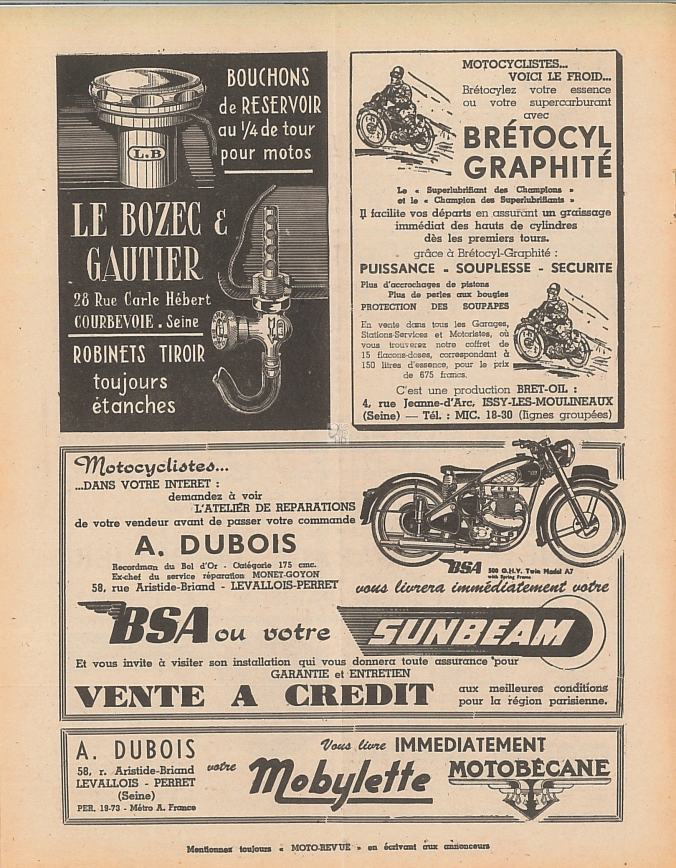 BOUCHONS
de RESERVOIR
au 1/4 de tour
pour motos
L.B
LE BOZEC &
GAUTIER
28 Rue Carle Hébert
COURBEVOIE . Seine
ROBINETS TIROIR
toujours
étanches
MOTOCYCLISTES...
VOICI LE FROID...
Brétocylez votre essence
ou votre supercarburant
avec
BRÉTOCYL
GRAPHITÉ
Le « Superlubrifiant des Champions »
et le « Champion des Superlubrifiants »
Il facilite vos départs en assurant un graissage
immédiat des hauts de cylindres
dès les premiers tours.
grâce à Brétocyl-Graphité :
PUISSANCE - SOUPLESSE - SECURITE
Plus d'accrochages de pistons
Plus de perles aux bougies
PROTECTION DES SOUPAPES
En vente dans tous les Garages,
Stations-Services et Motoristes, où
vous trouverez notre coffret de
15 flacons-doses, correspondant à
150 litres d'essence, pour le prix
de 675 francs.
C'est une production BRET-OIL :
4, rue Jeanne-d'Arc, ISSY-LES-MOULINEAUX
(Seine) — Tél. : MIC. 18-30 (lignes groupées)
Motocyclistes...
...DANS VOTRE INTERET :
demandez à voir
L'ATELIER DE REPARATIONS
de votre vendeur avant de passer votre commande
A. DUBOIS
Recordman du Bol d'Or - Catégorie 175 cmc.
Ex-chef du service réparation MONET-GOYON
58, rue Aristide-Briand - LEVALLOIS-PERRET
BSA 500 O.H.V. Twin Model A7
with Spring Frame
vous livrera immédiatement votre
BSA ou votre SUNBEAM
Et vous invite à visiter son installation qui vous donnera toute assurance pour
GARANTIE et ENTRETIEN
VENTE A CREDIT
aux meilleures conditions
pour la région parisienne.
A. DUBOIS
58, r. Aristide-Briand
LEVALLOIS - PERRET
(Seine)
PER. 19-73 - Métro A. France
Vous livre IMMEDIATEMENT
votre Mobylette MOTOBÉCANE
Mentionnez toujours « MOTO-REVUE » en écrivant aux annonceurs